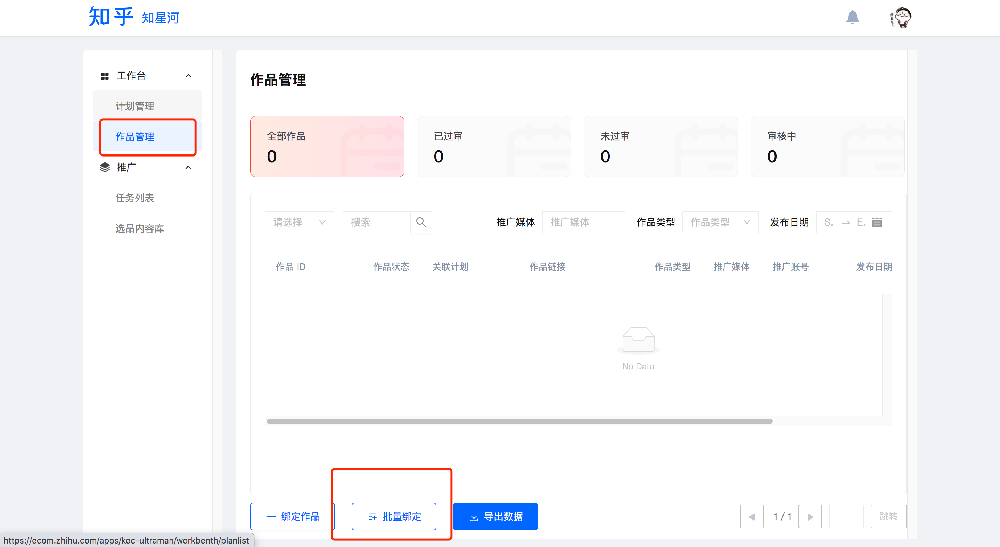 知乎 知星河
工作台
计划管理
作品管理
推广
任务列表
选品内容库
作品管理
全部作品
0
已过审
0
未过审
0
审核中
0
请选择 搜索 推广媒体 推广媒体 作品类型 作品类型 发布日期 S. E.
作品 ID 作品状态 关联计划 作品链接 作品类型 推广媒体 推广账号 发布日期
No Data
绑定作品 批量绑定 导出数据 1 / 1 跳转
https://ecom.zhihu.com/apps/koc-ultraman/workbenth/planlist